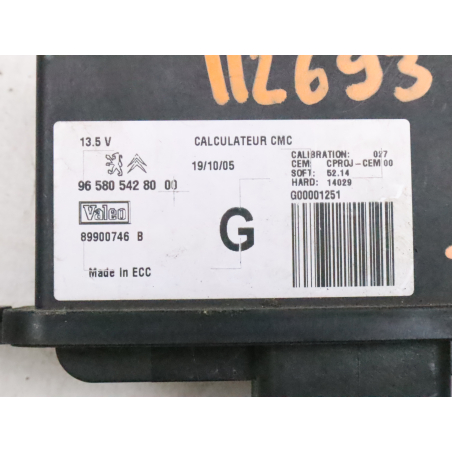 112693
13.5 V
CALCULATEUR CMC
19/10/05
CALIBRATION: 027
CEM: CPROJ-CEM 00
SOFT: 52.14
HARD: 14029
G00001251
96 580 542 80 00
Valeo
89900746 B
G
Made in ECC